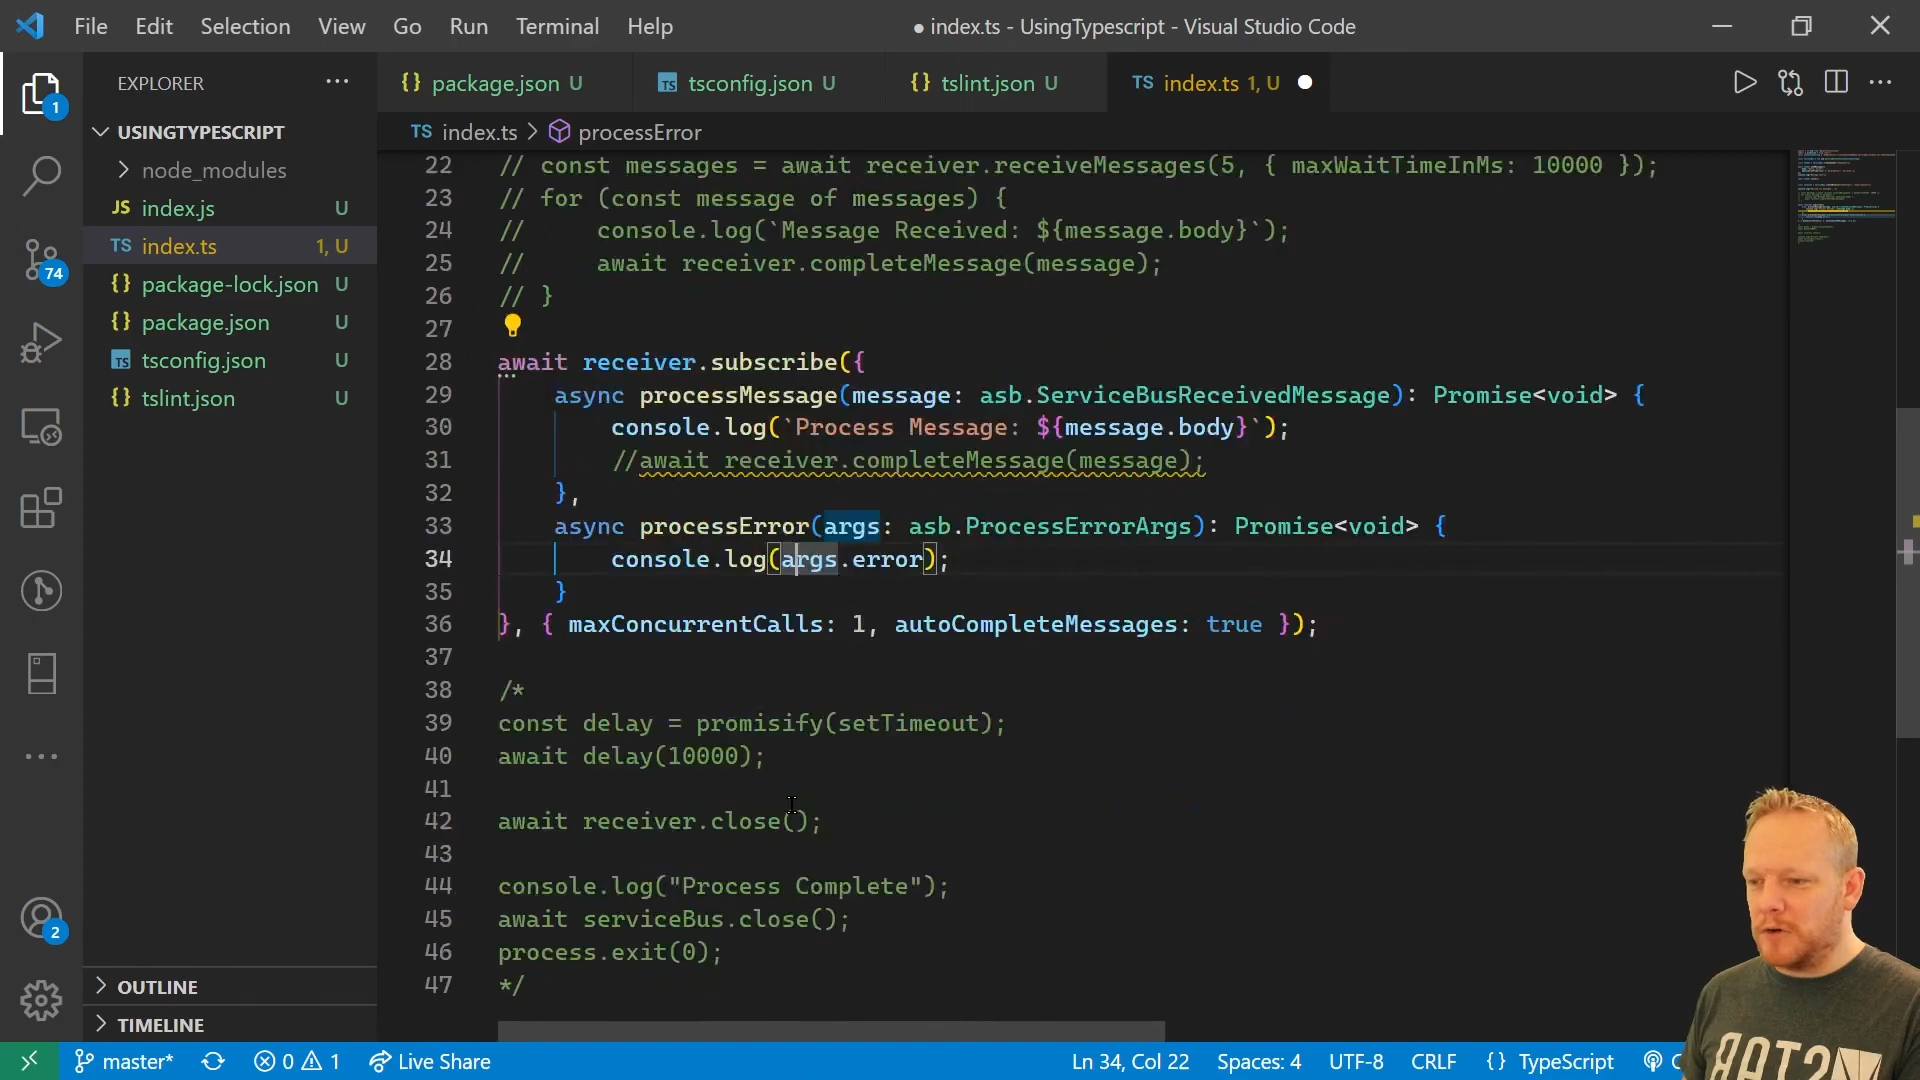 File Edit Selection View Go Run Terminal Help
● index.ts - UsingTypescript - Visual Studio Code
EXPLORER
package.json U
tsconfig.json U
tslint.json U
TS index.ts 1, U
TS index.ts > processError
USINGTYPESCRIPT
node_modules
JS index.js U
TS index.ts 1, U
{} package-lock.json U
{} package.json U
TS tsconfig.json U
{} tslint.json U
OUTLINE
TIMELINE
1
74
2
22 // const messages = await receiver.receiveMessages(5, { maxWaitTimeInMs: 10000 });
23 // for (const message of messages) {
24 //     console.log(`Message Received: ${message.body}`);
25 //     await receiver.completeMessage(message);
26 // }
27
28 await receiver.subscribe({
29     async processMessage(message: asb.ServiceBusReceivedMessage): Promise<void> {
30         console.log(`Process Message: ${message.body}`);
31         //await receiver.completeMessage(message);
32     },
33     async processError(args: asb.ProcessErrorArgs): Promise<void> {
34         console.log(args.error);
35     }
36 }, { maxConcurrentCalls: 1, autoCompleteMessages: true });
37
38 /*
39 const delay = promisify(setTimeout);
40 await delay(10000);
41
42 await receiver.close();
43
44 console.log("Process Complete");
45 await serviceBus.close();
46 process.exit(0);
47 */
master* 0 1 Live Share
Ln 34, Col 22 Spaces: 4 UTF-8 CRLF {} TypeScript